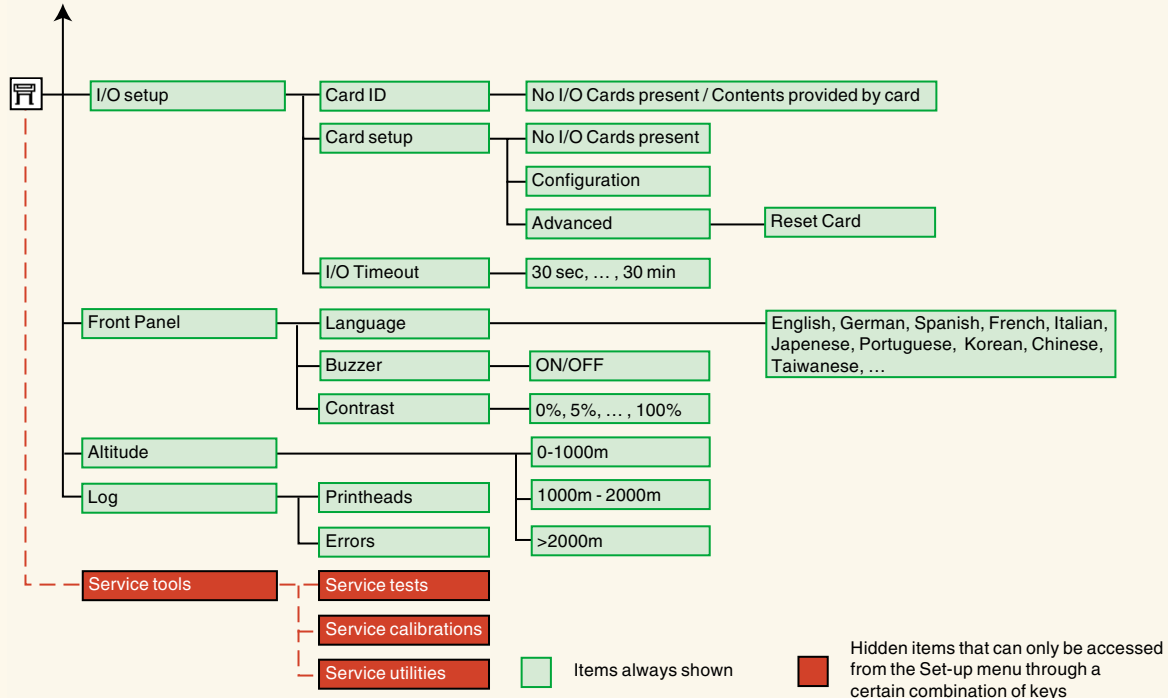 I/O setup
Card ID
No I/O Cards present / Contents provided by card
Card setup
No I/O Cards present
Configuration
Advanced
Reset Card
I/O Timeout
30 sec, … , 30 min
Front Panel
Language
English, German, Spanish, French, Italian,
Japenese, Portuguese, Korean, Chinese,
Taiwanese, …
Buzzer
ON/OFF
Contrast
0%, 5%, … , 100%
Altitude
0-1000m
1000m - 2000m
>2000m
Log
Printheads
Errors
Service tools
Service tests
Service calibrations
Service utilities
Items always shown
Hidden items that can only be accessed
from the Set-up menu through a
certain combination of keys